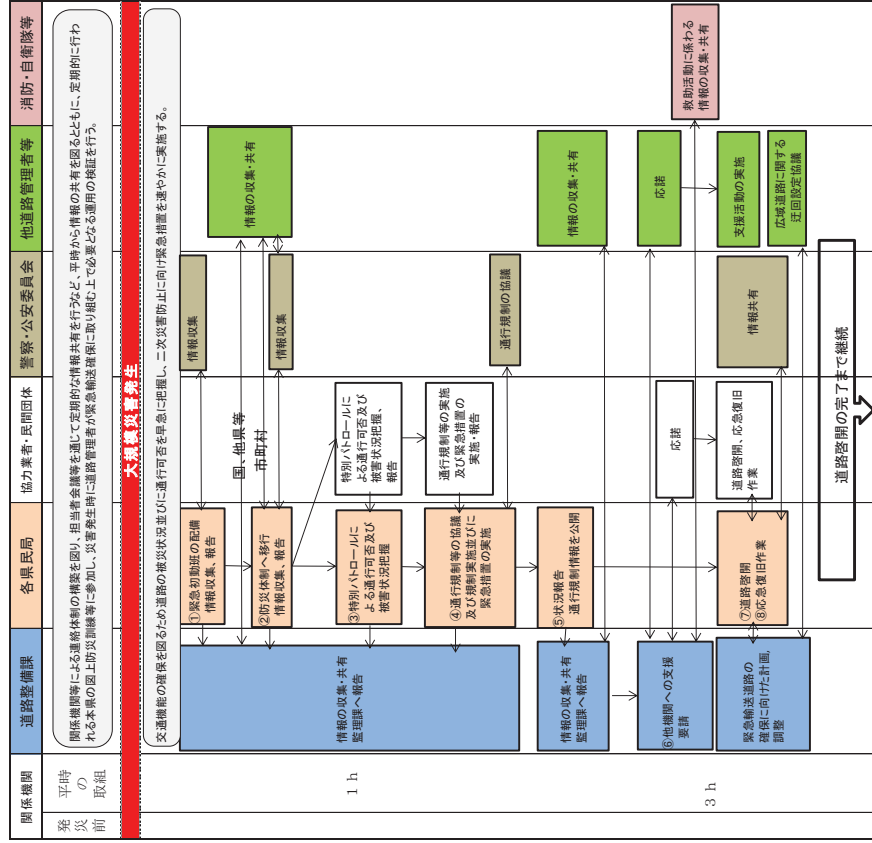 関係機関
道路整備課
各県民局
協力業者・民間団体
警察・公安委員会
他道路管理者等
消防・自衛隊等
発災前
平時の取組
関係機関等による連絡体制の構築を図り、担当者会議等を通じて定期的な情報共有を行うなど、平時から情報の共有を図るとともに、定期的に行わ
れる本県の図上防災訓練等に参加し、災害発生時に道路管理者が緊急輸送確保に取り組む上で必要となる運用の検証を行う。
大規模災害発生
交通機能の確保を図るため道路の被災状況並びに通行可否を早急に把握し、二次災害防止に向け緊急措置を速やかに実施する。
1h
情報の収集・共有
監理課へ報告
①緊急初動班の配備
情報収集、報告
情報収集
国、他県等
市町村
情報の収集・共有
②防災体制へ移行
情報収集、報告
情報収集
③特別パトロールに
よる通行可否及び
被害状況把握
特別パトロールに
よる通行可否及び
被害状況把握、
報告
④通行規制等の協議
及び規制実施並びに
緊急措置の実施
通行規制等の実施
及び緊急措置の
実施・報告
通行規制の協議
情報の収集・共有
監理課へ報告
⑤状況報告
通行規制情報を公開
情報の収集・共有
3h
⑥他機関への支援
要請
応諾
応諾
救助活動に係わる
情報の収集・共有
緊急輸送道路の
確保に向けた計画、
調整
⑦道路啓開
⑧応急復旧作業
道路啓開、応急復旧
作業
情報共有
支援活動の実施
広域道路に関する
迂回設定協議
道路啓開の完了まで継続